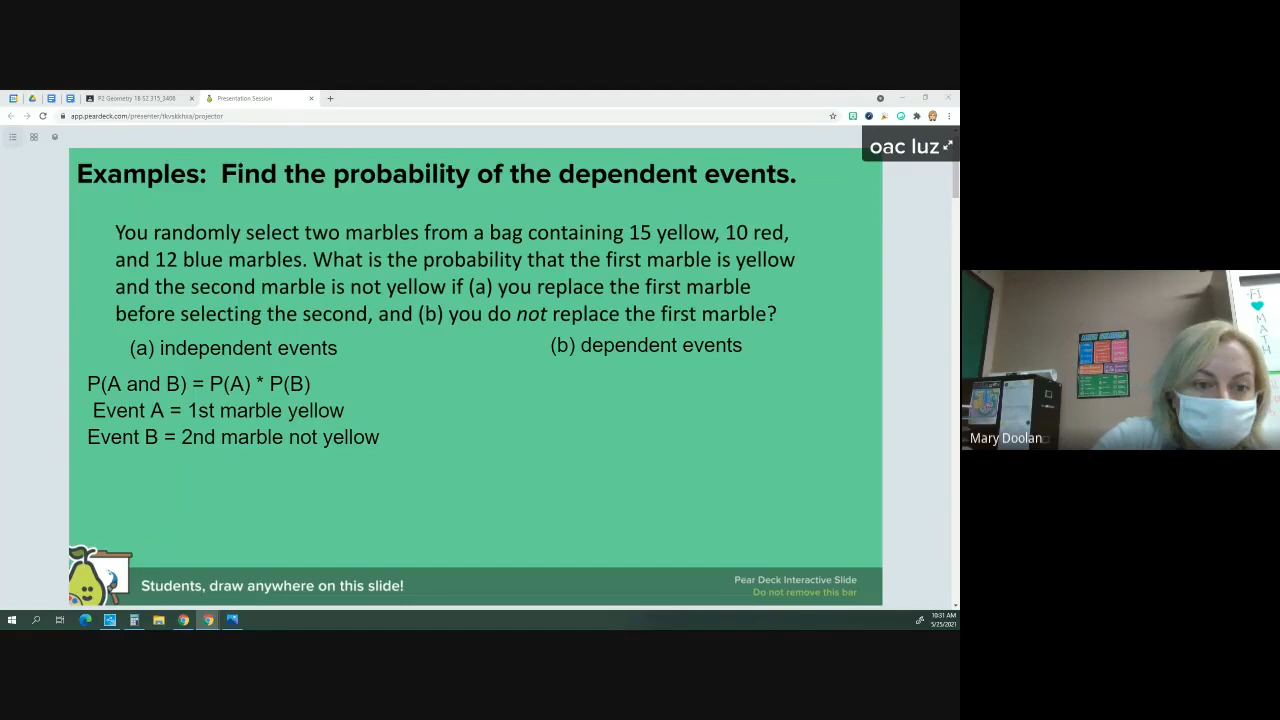 P2 Geometry 18 S2 315_3408
Presentation Session
app.peardeck.com/presenter/tkvskkhxa/projector
oac luz
Examples: Find the probability of the dependent events.
You randomly select two marbles from a bag containing 15 yellow, 10 red,
and 12 blue marbles. What is the probability that the first marble is yellow
and the second marble is not yellow if (a) you replace the first marble
before selecting the second, and (b) you do not replace the first marble?
(a) independent events
(b) dependent events
P(A and B) = P(A) * P(B)
Event A = 1st marble yellow
Event B = 2nd marble not yellow
Students, draw anywhere on this slide!
Pear Deck Interactive Slide
Do not remove this bar
MATH
Mary Doolan
10:31 AM
5/25/2021